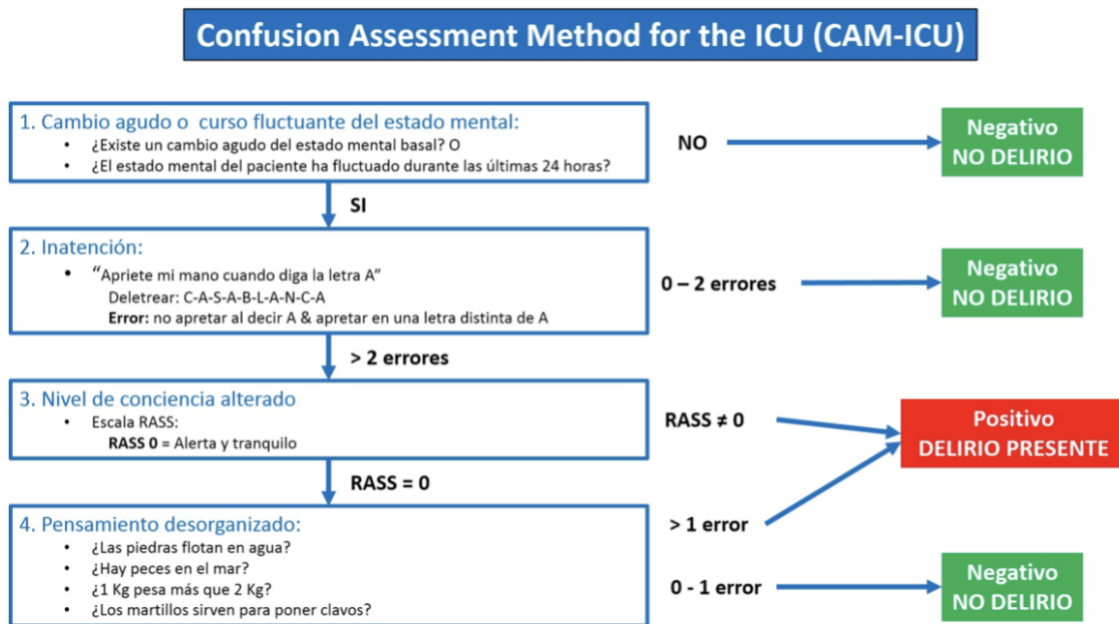 Confusion Assessment Method for the ICU (CAM-ICU)
1. Cambio agudo o curso fluctuante del estado mental:
• ¿Existe un cambio agudo del estado mental basal? O
• ¿El estado mental del paciente ha fluctuado durante las últimas 24 horas?
NO
Negativo
NO DELIRIO
SI
2. Inatención:
• “Apriete mi mano cuando diga la letra A”
Deletrear: C-A-S-A-B-L-A-N-C-A
Error: no apretar al decir A & apretar en una letra distinta de A
0 – 2 errores
Negativo
NO DELIRIO
> 2 errores
3. Nivel de conciencia alterado
• Escala RASS:
RASS 0 = Alerta y tranquilo
RASS ≠ 0
Positivo
DELIRIO PRESENTE
RASS = 0
4. Pensamiento desorganizado:
• ¿Las piedras flotan en agua?
• ¿Hay peces en el mar?
• ¿1 Kg pesa más que 2 Kg?
• ¿Los martillos sirven para poner clavos?
> 1 error
0 - 1 error
Negativo
NO DELIRIO